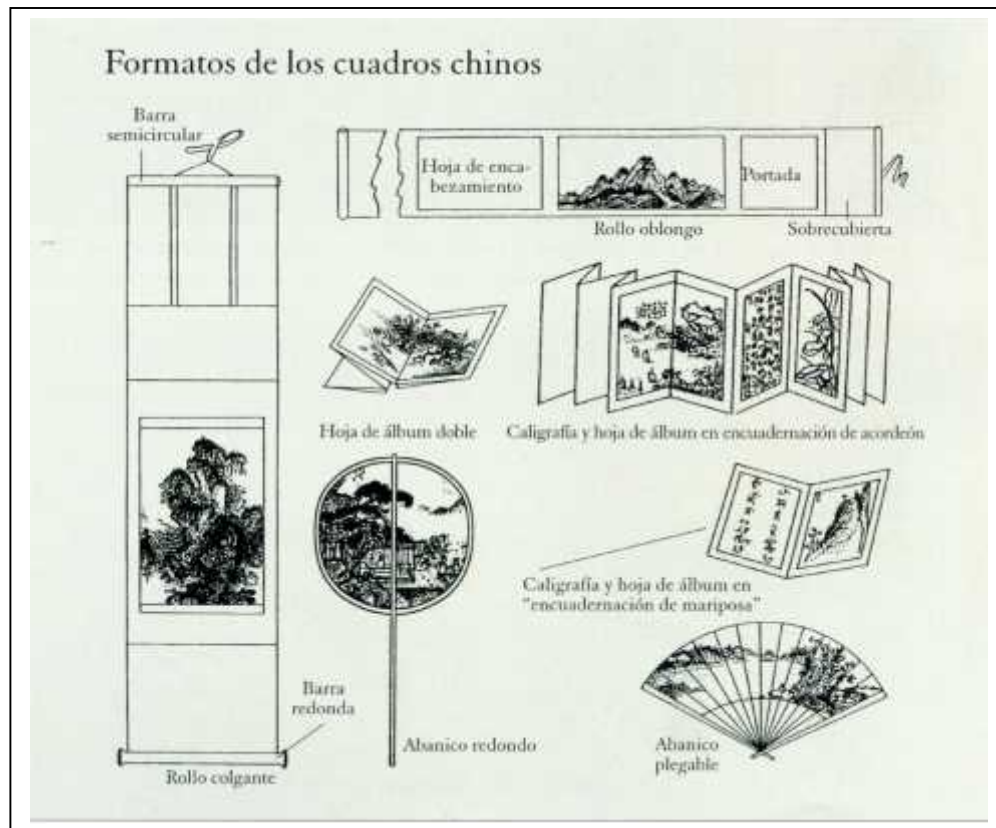 Formatos de los cuadros chinos
Barra
semicircular
Hoja de enca-
bezamiento
Portada
Rollo oblongo
Sobrecubierta
Hoja de álbum doble
Caligrafía y hoja de álbum en encuadernación de acordeón
Caligrafía y hoja de álbum en
“encuadernación de mariposa”
Barra
redonda
Abanico redondo
Abanico
plegable
Rollo colgante